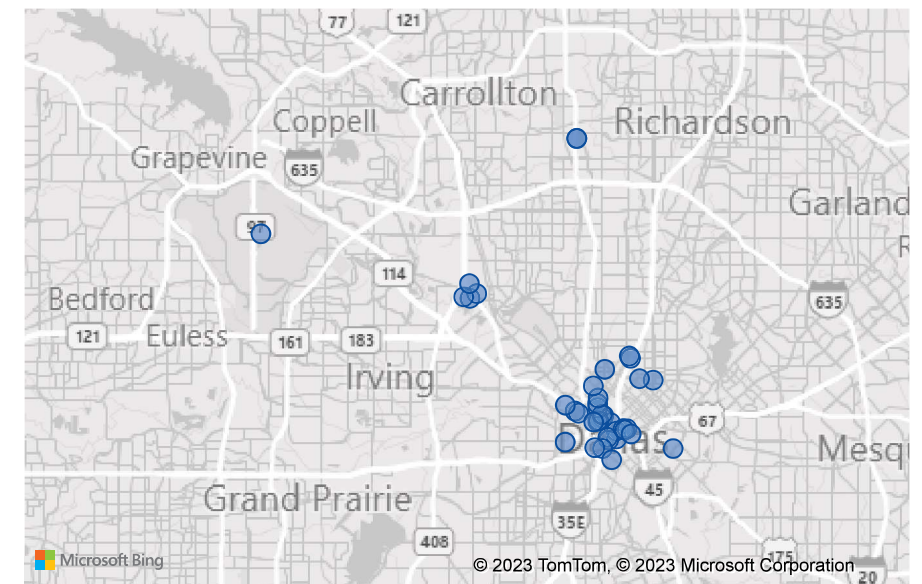 77
121
Carrollton
Coppell
Richardson
Grapevine
635
Garland
R
97
114
Bedford
635
121
Euless
161
183
Irving
67
Dallas
Mesq
45
Grand Prairie
35E
408
175
Microsoft Bing
© 2023 TomTom, © 2023 Microsoft Corporation
20